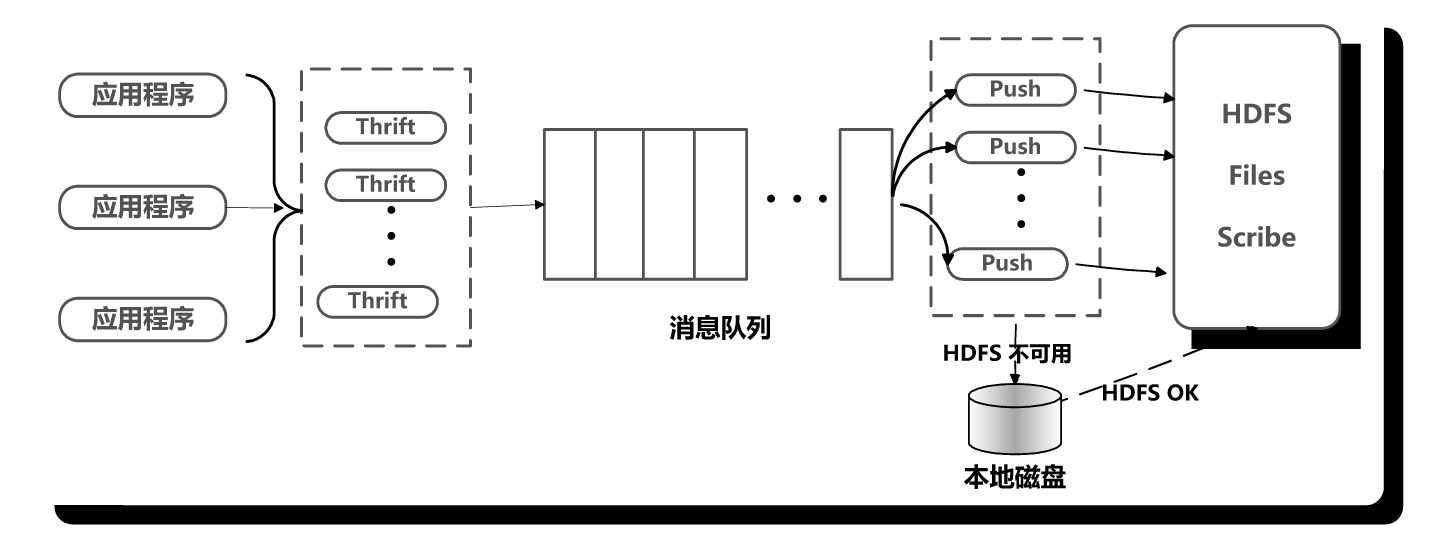 应用程序
应用程序
应用程序
Thrift
Thrift
Thrift
消息队列
Push
Push
Push
HDFS
Files
Scribe
HDFS 不可用
HDFS OK
本地磁盘